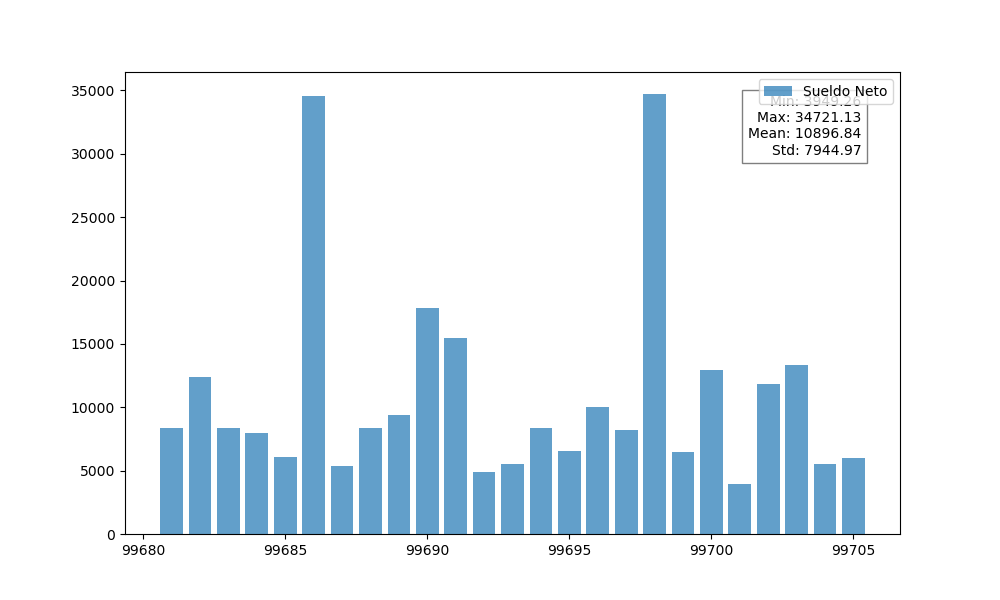 35000
30000
25000
20000
15000
10000
5000
0
Sueldo Neto
Min: 3949.26
Max: 34721.13
Mean: 10896.84
Std: 7944.97
99680 99685 99690 99695 99700 99705